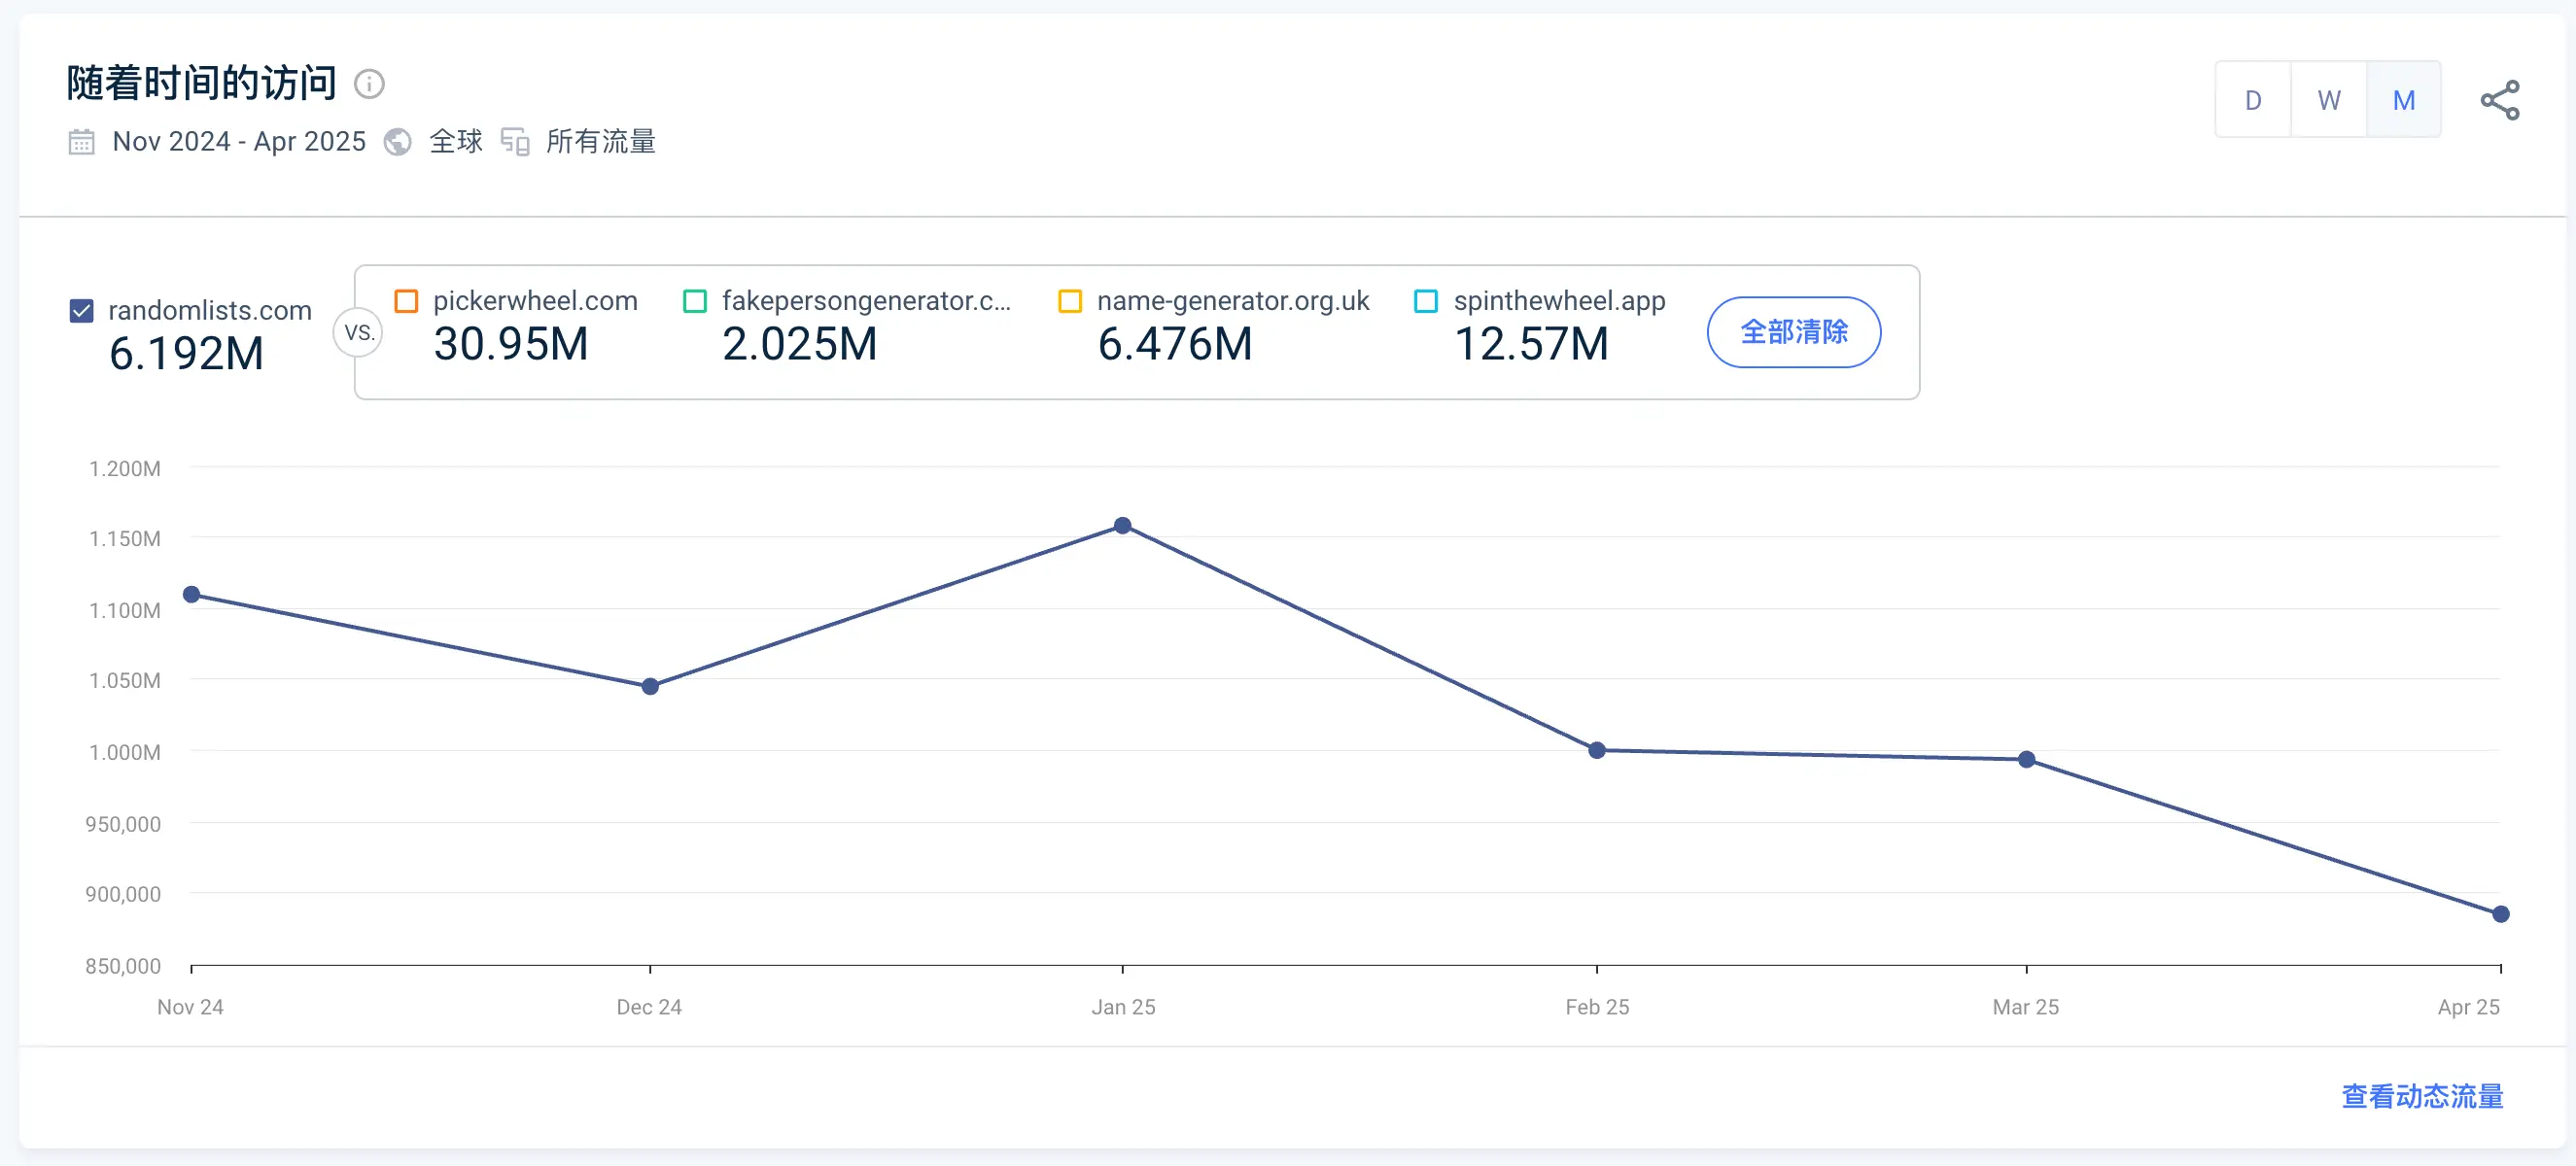 随着时间的访问
D W M
Nov 2024 - Apr 2025 全球 所有流量
randomlists.com
6.192M
VS.
pickerwheel.com
30.95M
fakepersongenerator.c...
2.025M
name-generator.org.uk
6.476M
spinthewheel.app
12.57M
全部清除
1.200M
1.150M
1.100M
1.050M
1.000M
950,000
900,000
850,000
Nov 24 Dec 24 Jan 25 Feb 25 Mar 25 Apr 25
查看动态流量